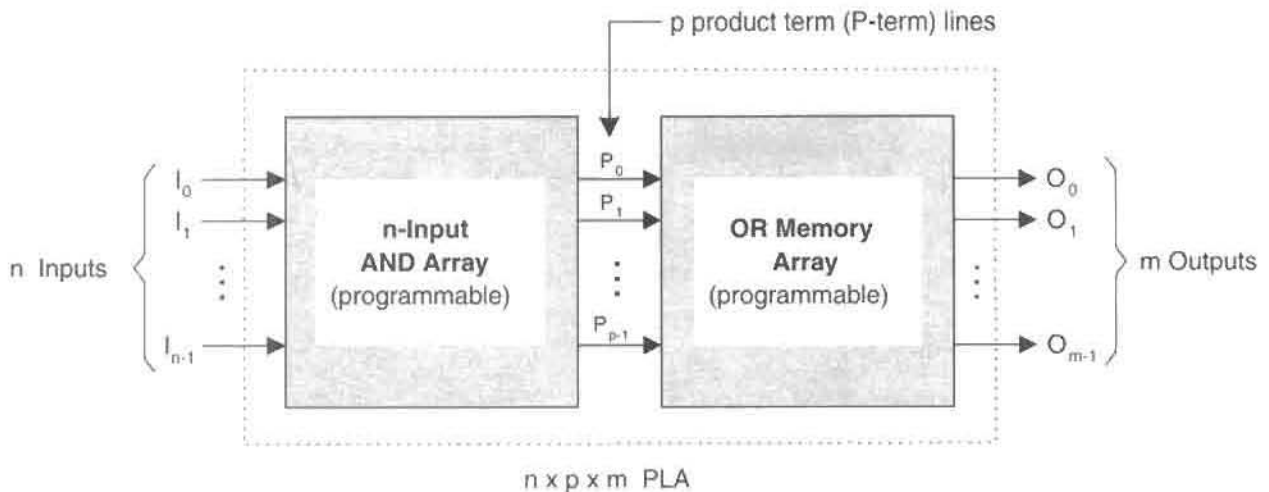 p product term (P-term) lines
n Inputs
I0
I1
In-1
n-Input
AND Array
(programmable)
P0
P1
Pp-1
OR Memory
Array
(programmable)
O0
O1
Om-1
m Outputs
n x p x m PLA